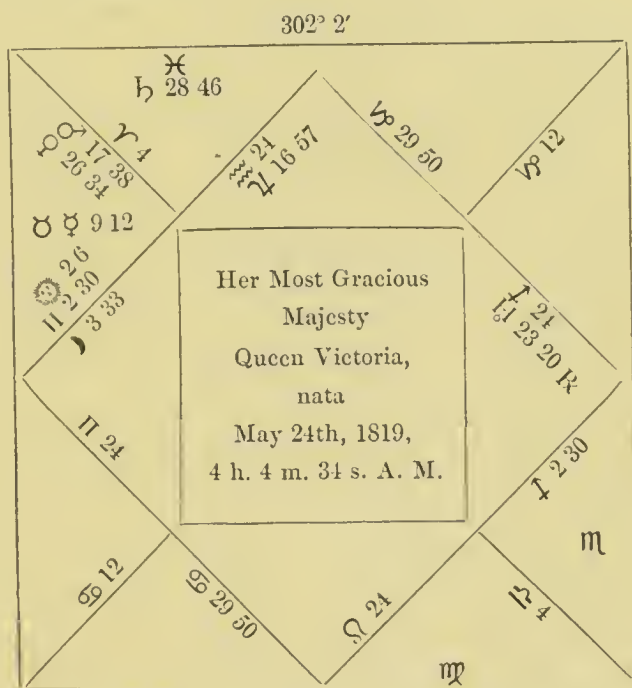 302° 2′
♓
♄ 28 46
♈ 4
♂ 17 38
♀ 26 34
♒ 24
♃ 16 57
♑ 29 50
♑ 12
♉ ☿ 9 12
☉ 2 6
♊ 2 30
☽ 3 33
Her Most Gracious
Majesty
Queen Victoria,
nata
May 24th, 1819,
4 h. 4 m. 34 s. A. M.
♐ 24
♅ 23 20 ℞
♊ 24
♐ 2 30
♏
♋ 12
♋ 29 50
♌ 24
♎ 4
♍